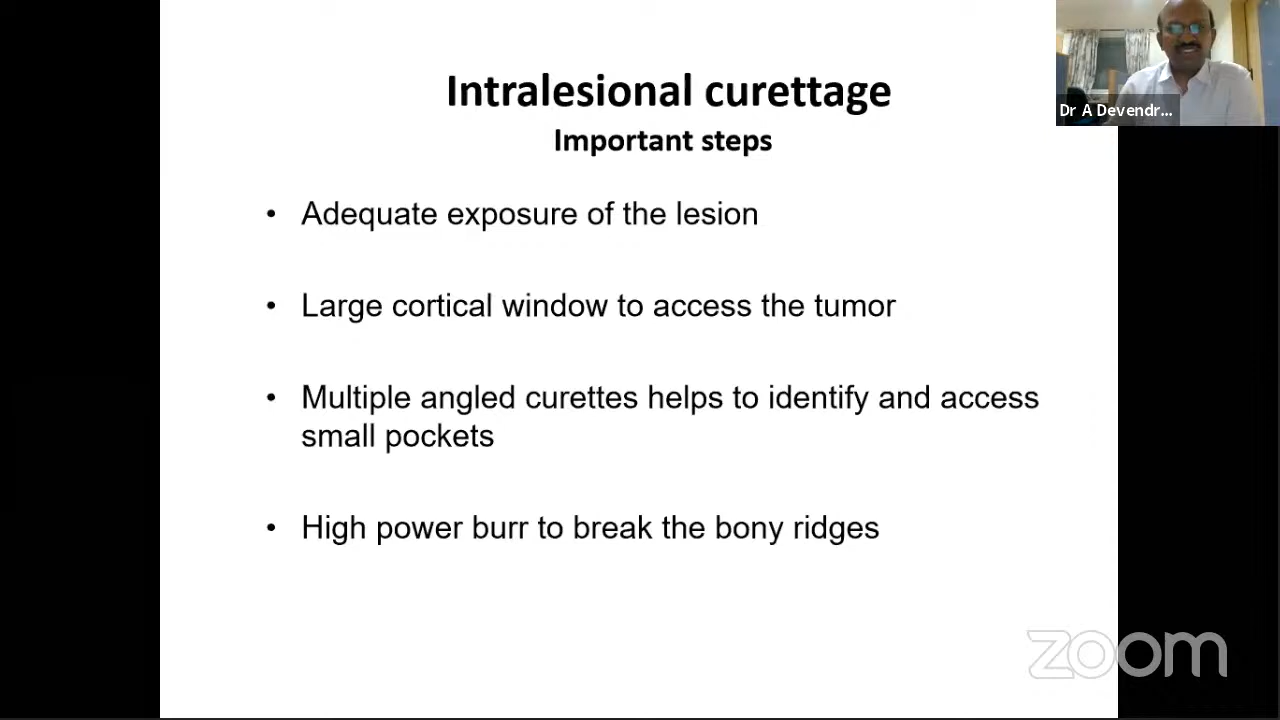 Intralesional curettage
Important steps
Dr A Devendr...
• Adequate exposure of the lesion
• Large cortical window to access the tumor
• Multiple angled curettes helps to identify and access
small pockets
• High power burr to break the bony ridges
zoom